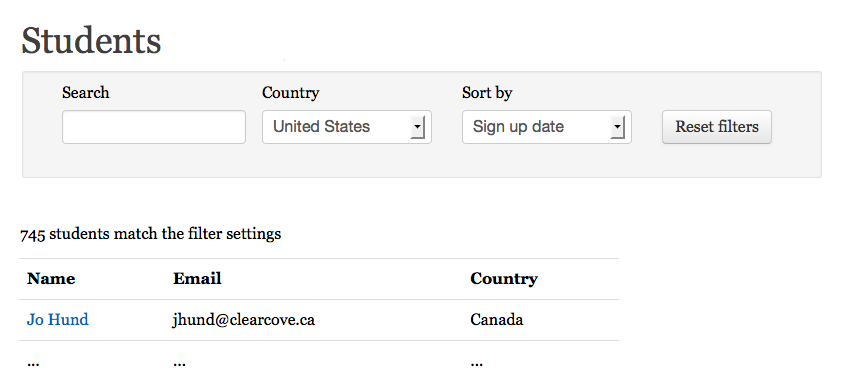 Students
Search Country Sort by
United States Sign up date Reset filters
745 students match the filter settings
Name Email Country
Jo Hund jhund@clearcove.ca Canada
... ... ...